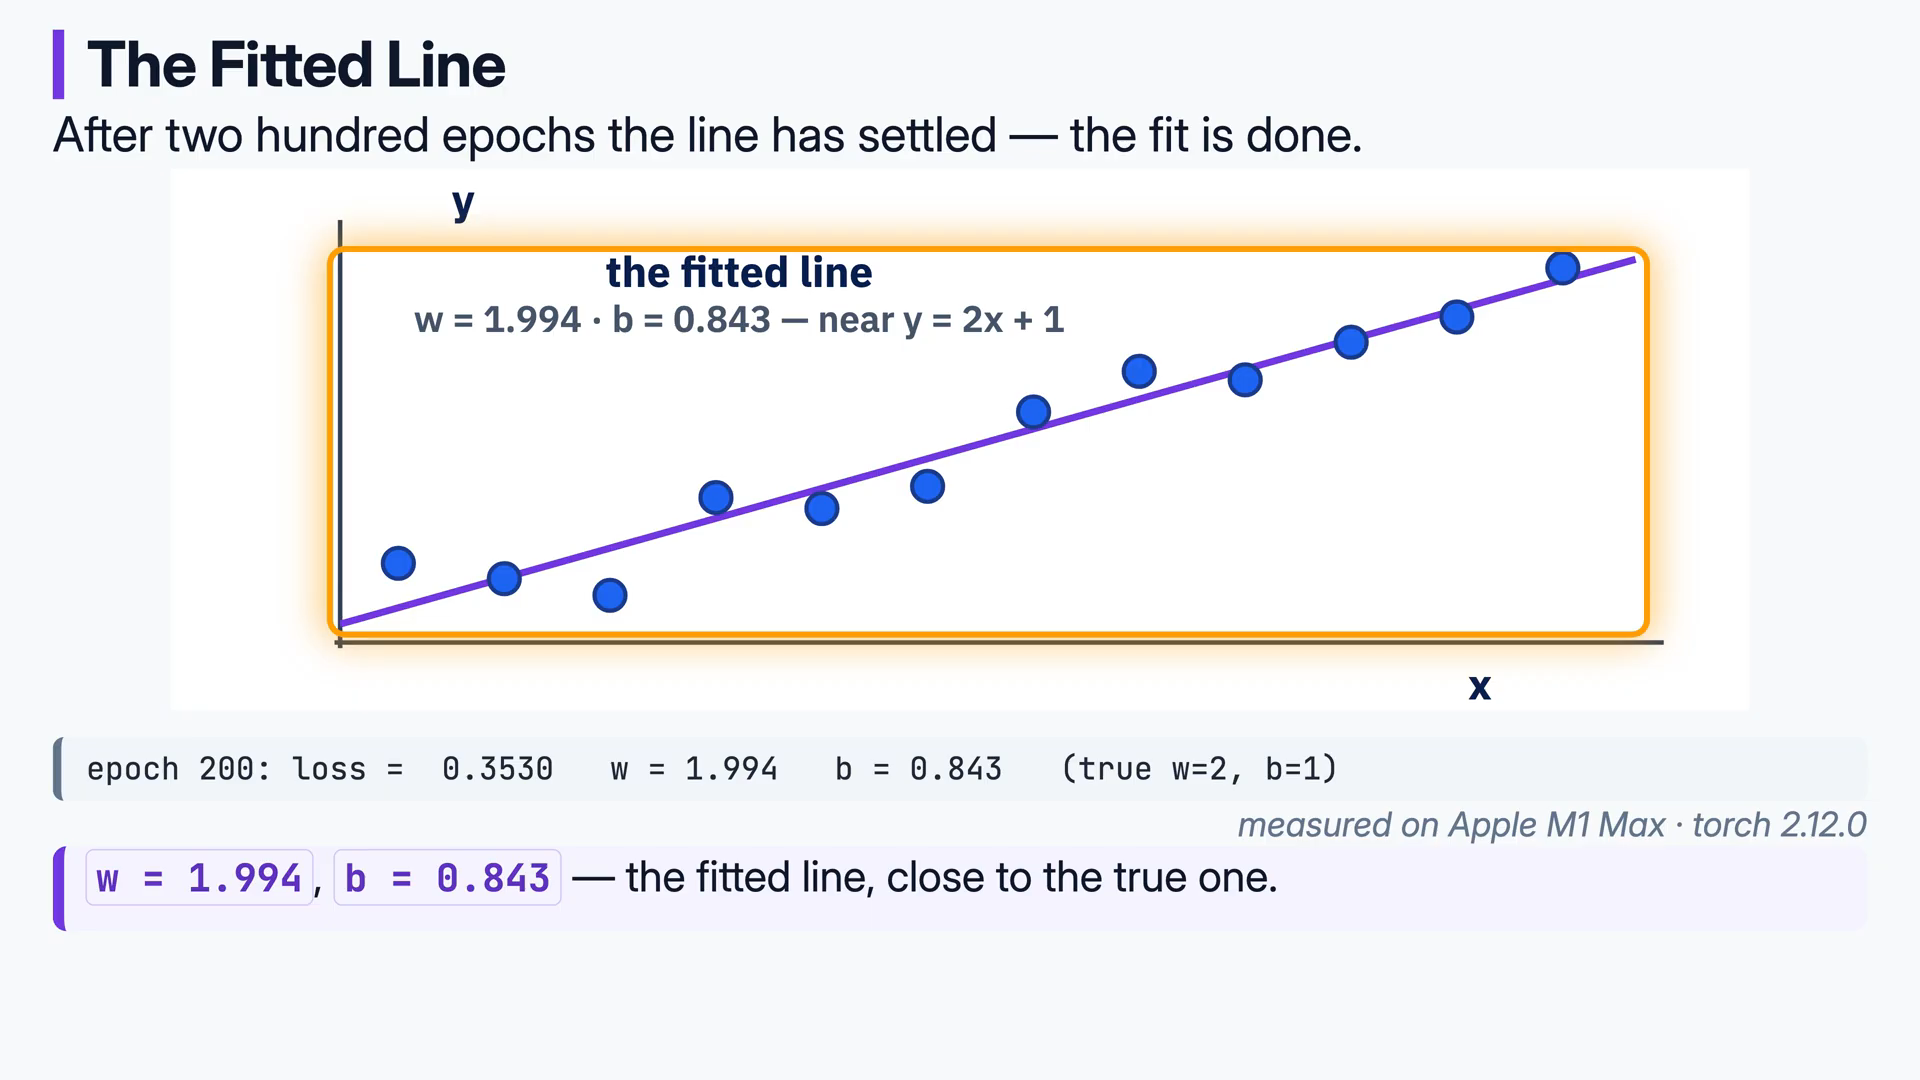 The Fitted Line
After two hundred epochs the line has settled — the fit is done.
y
the fitted line
w = 1.994 · b = 0.843 — near y = 2x + 1
x
epoch 200: loss = 0.3530 w = 1.994 b = 0.843 (true w=2, b=1)
measured on Apple M1 Max · torch 2.12.0
w = 1.994, b = 0.843 — the fitted line, close to the true one.